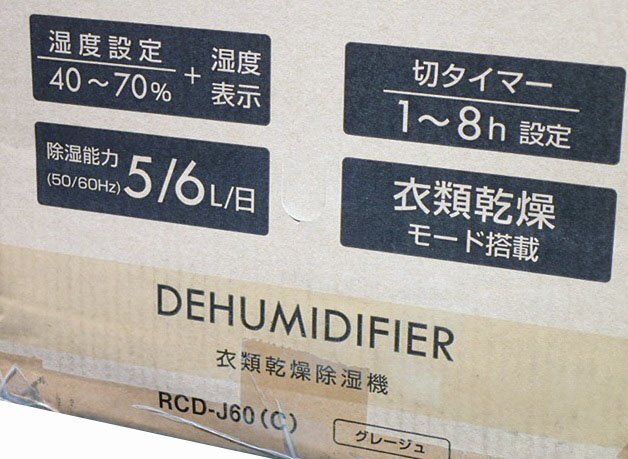 湿度設定
40～70%
+
湿度
表示
切タイマー
1～8h 設定
除湿能力
(50/60Hz)
5/6L/日
衣類乾燥
モード搭載
DEHUMIDIFIER
衣類乾燥除湿機
RCD-J60(C)
グレージュ